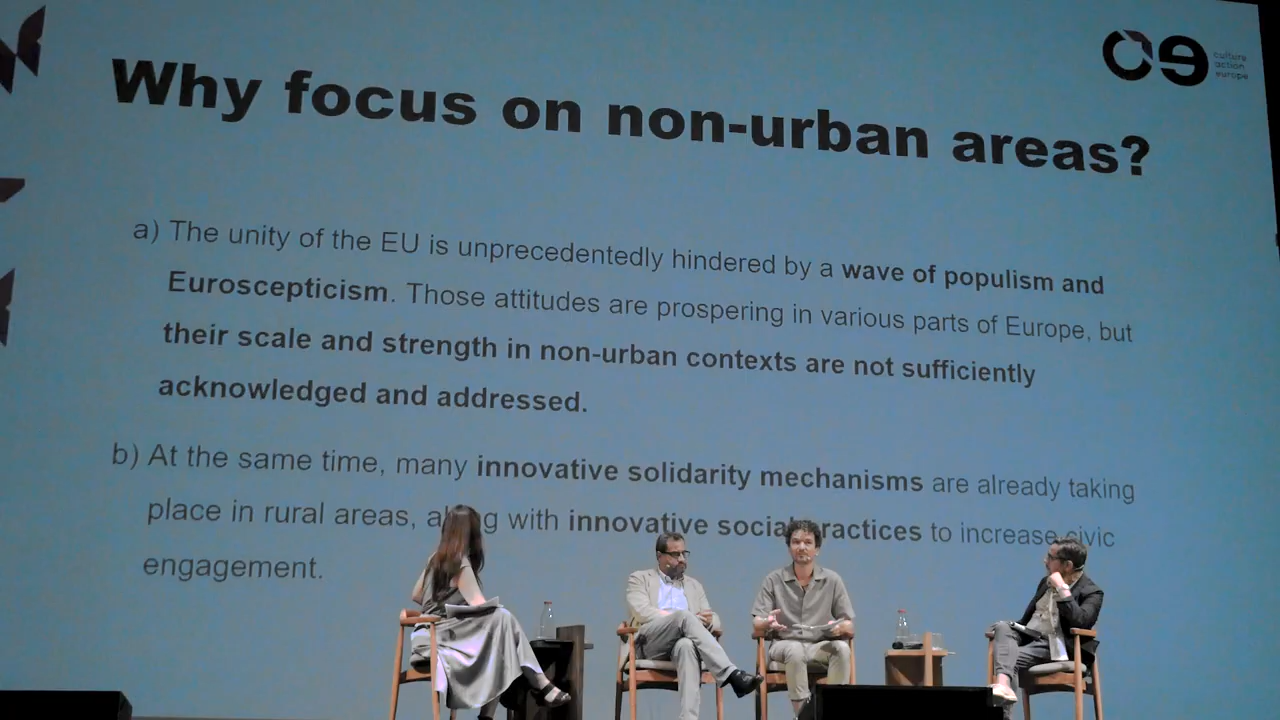 culture
action
europe
Why focus on non-urban areas?
a) The unity of the EU is unprecedentedly hindered by a wave of populism and
Euroscepticism. Those attitudes are prospering in various parts of Europe, but
their scale and strength in non-urban contexts are not sufficiently
acknowledged and addressed.
b) At the same time, many innovative solidarity mechanisms are already taking
place in rural areas, with innovative social to increase civic
engagement.